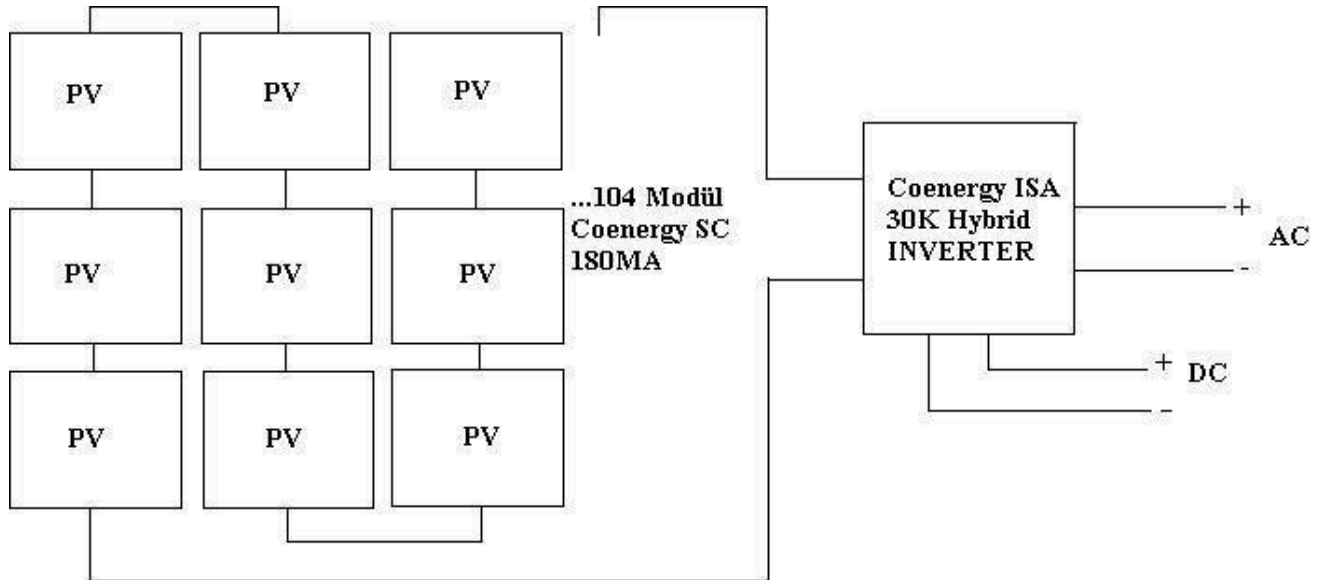 PV PV PV
PV PV PV
PV PV PV
...104 Modül
Coenergy SC
180MA
Coenergy ISA
30K Hybrid
INVERTER
+
AC
-
+
DC
-